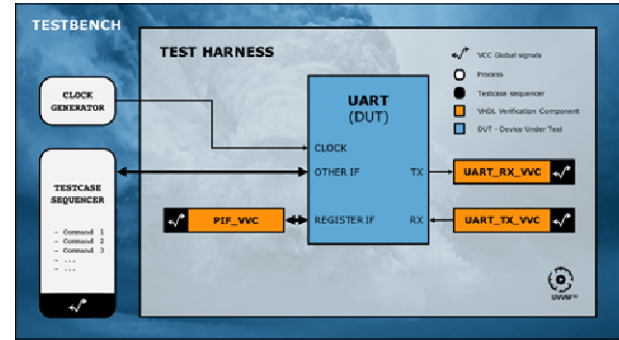 TESTBENCH
TEST HARNESS
VCC Global signals
Process
Testcase sequencer
VHDL Verification Component
DUT - Device Under Test
CLOCK
GENERATOR
UART
(DUT)
CLOCK
OTHER IF
TX
UART_RX_VVC
TESTCASE
SEQUENCER
- Command 1
- Command 2
- Command 3
- ...
- ...
PIF_VVC
REGISTER IF
RX
UART_TX_VVC
UVVM™